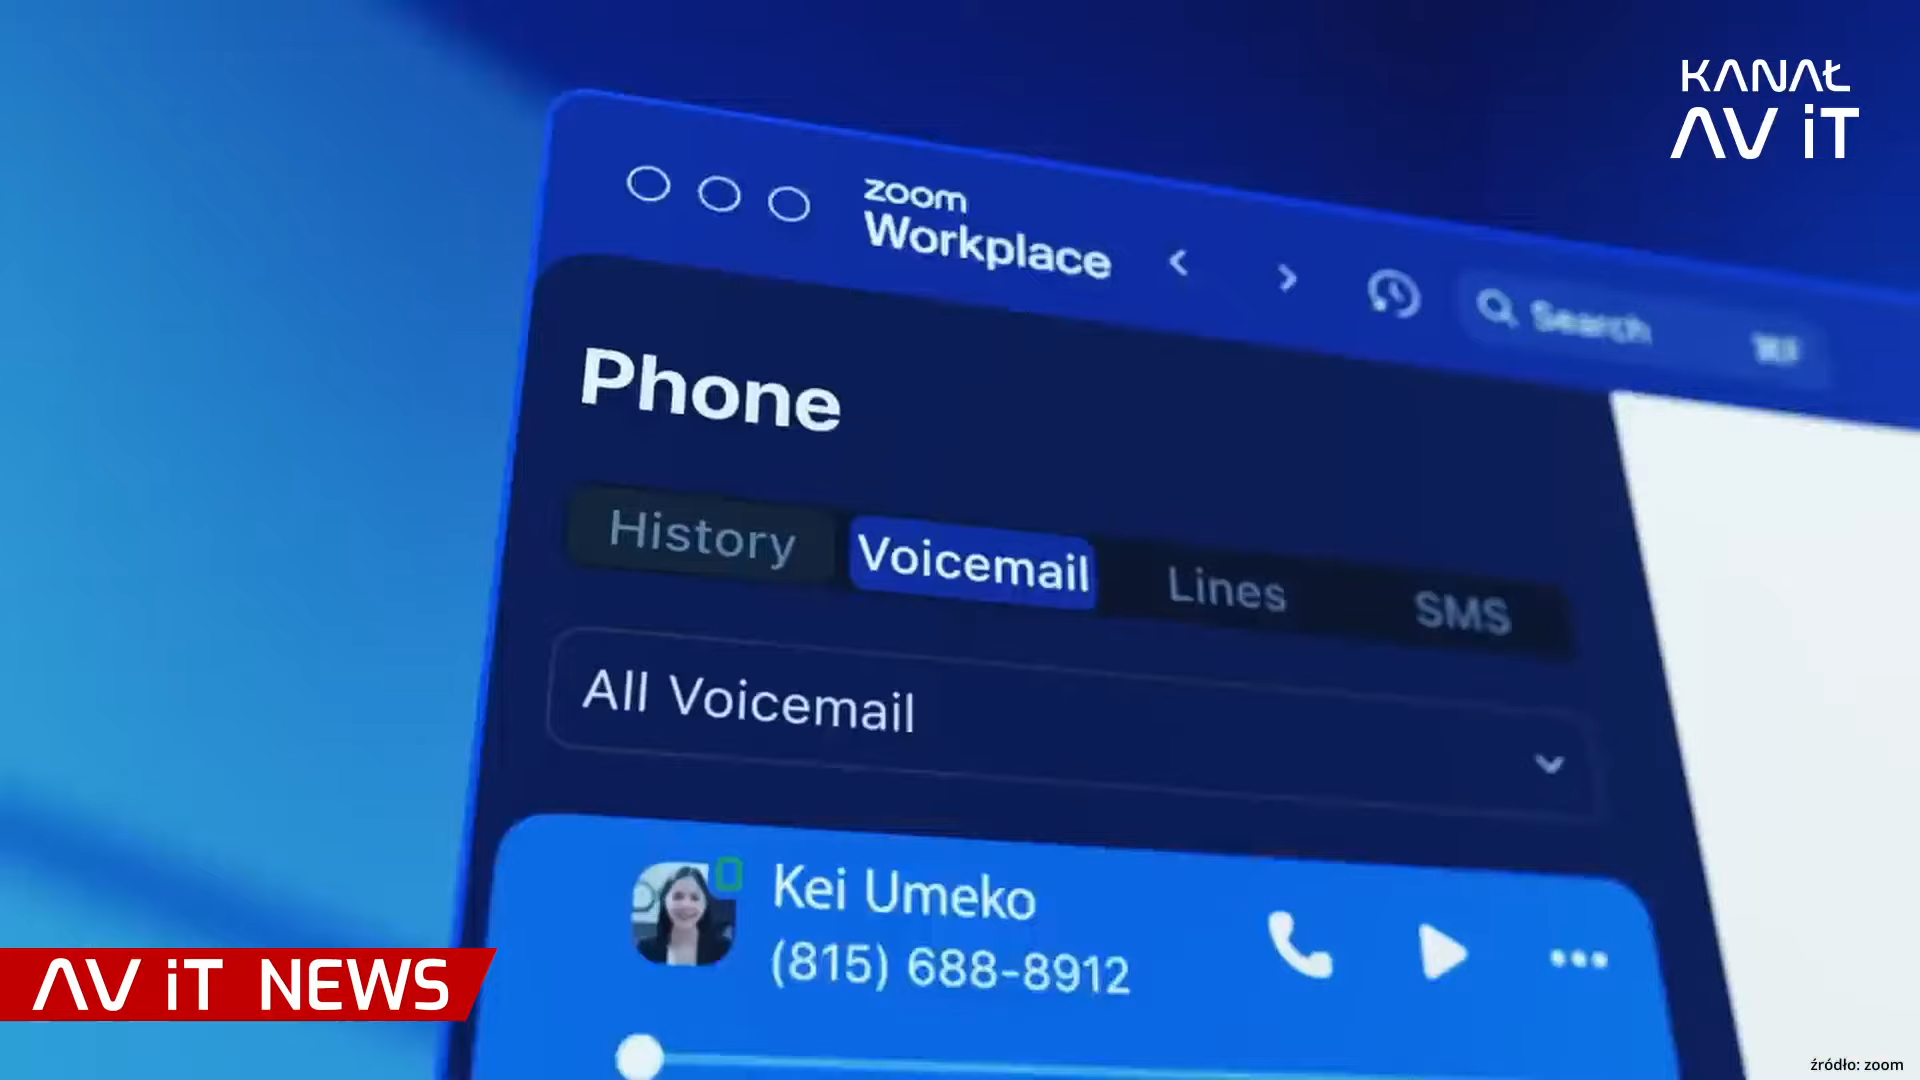 KANAŁ
AV iT
zoom
Workplace
Search
Phone
History Voicemail Lines SMS
All Voicemail
Kei Umeko
(815) 688-8912
AV iT NEWS
źródło: zoom